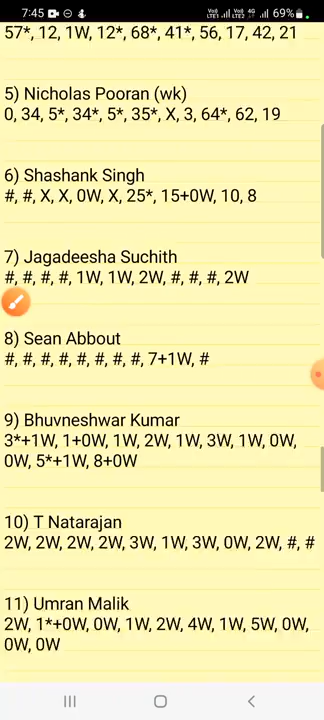 7:45 69%
57*, 12, 1W, 12*, 68*, 41*, 56, 17, 42, 21
5) Nicholas Pooran (wk)
0, 34, 5*, 34*, 5*, 35*, X, 3, 64*, 62, 19
6) Shashank Singh
#, #, X, X, 0W, X, 25*, 15+0W, 10, 8
7) Jagadeesha Suchith
#, #, #, #, 1W, 1W, 2W, #, #, #, 2W
8) Sean Abbout
#, #, #, #, #, #, #, #, 7+1W, #
9) Bhuvneshwar Kumar
3*+1W, 1+0W, 1W, 2W, 1W, 3W, 1W, 0W,
0W, 5*+1W, 8+0W
10) T Natarajan
2W, 2W, 2W, 2W, 3W, 1W, 3W, 0W, 2W, #, #
11) Umran Malik
2W, 1*+0W, 0W, 1W, 2W, 4W, 1W, 5W, 0W,
0W, 0W